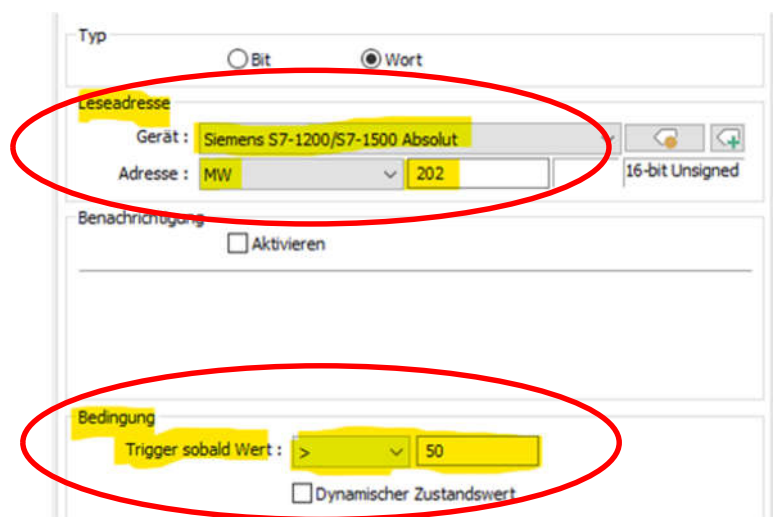 Typ
Bit Wort
Leseadresse
Gerät : Siemens S7-1200/S7-1500 Absolut
Adresse : MW 202 16-bit Unsigned
Benachrichtigung
Aktivieren
Bedingung
Trigger sobald Wert : > 50
Dynamischer Zustandswert